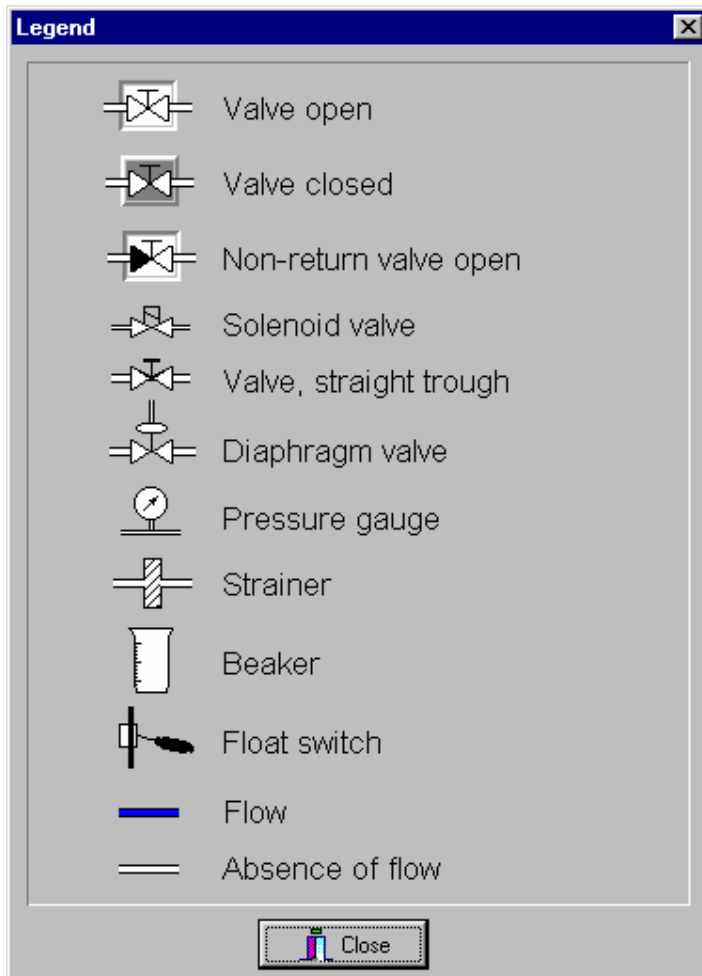 Legend
Valve open
Valve closed
Non-return valve open
Solenoid valve
Valve, straight trough
Diaphragm valve
Pressure gauge
Strainer
Beaker
Float switch
Flow
Absence of flow
Close